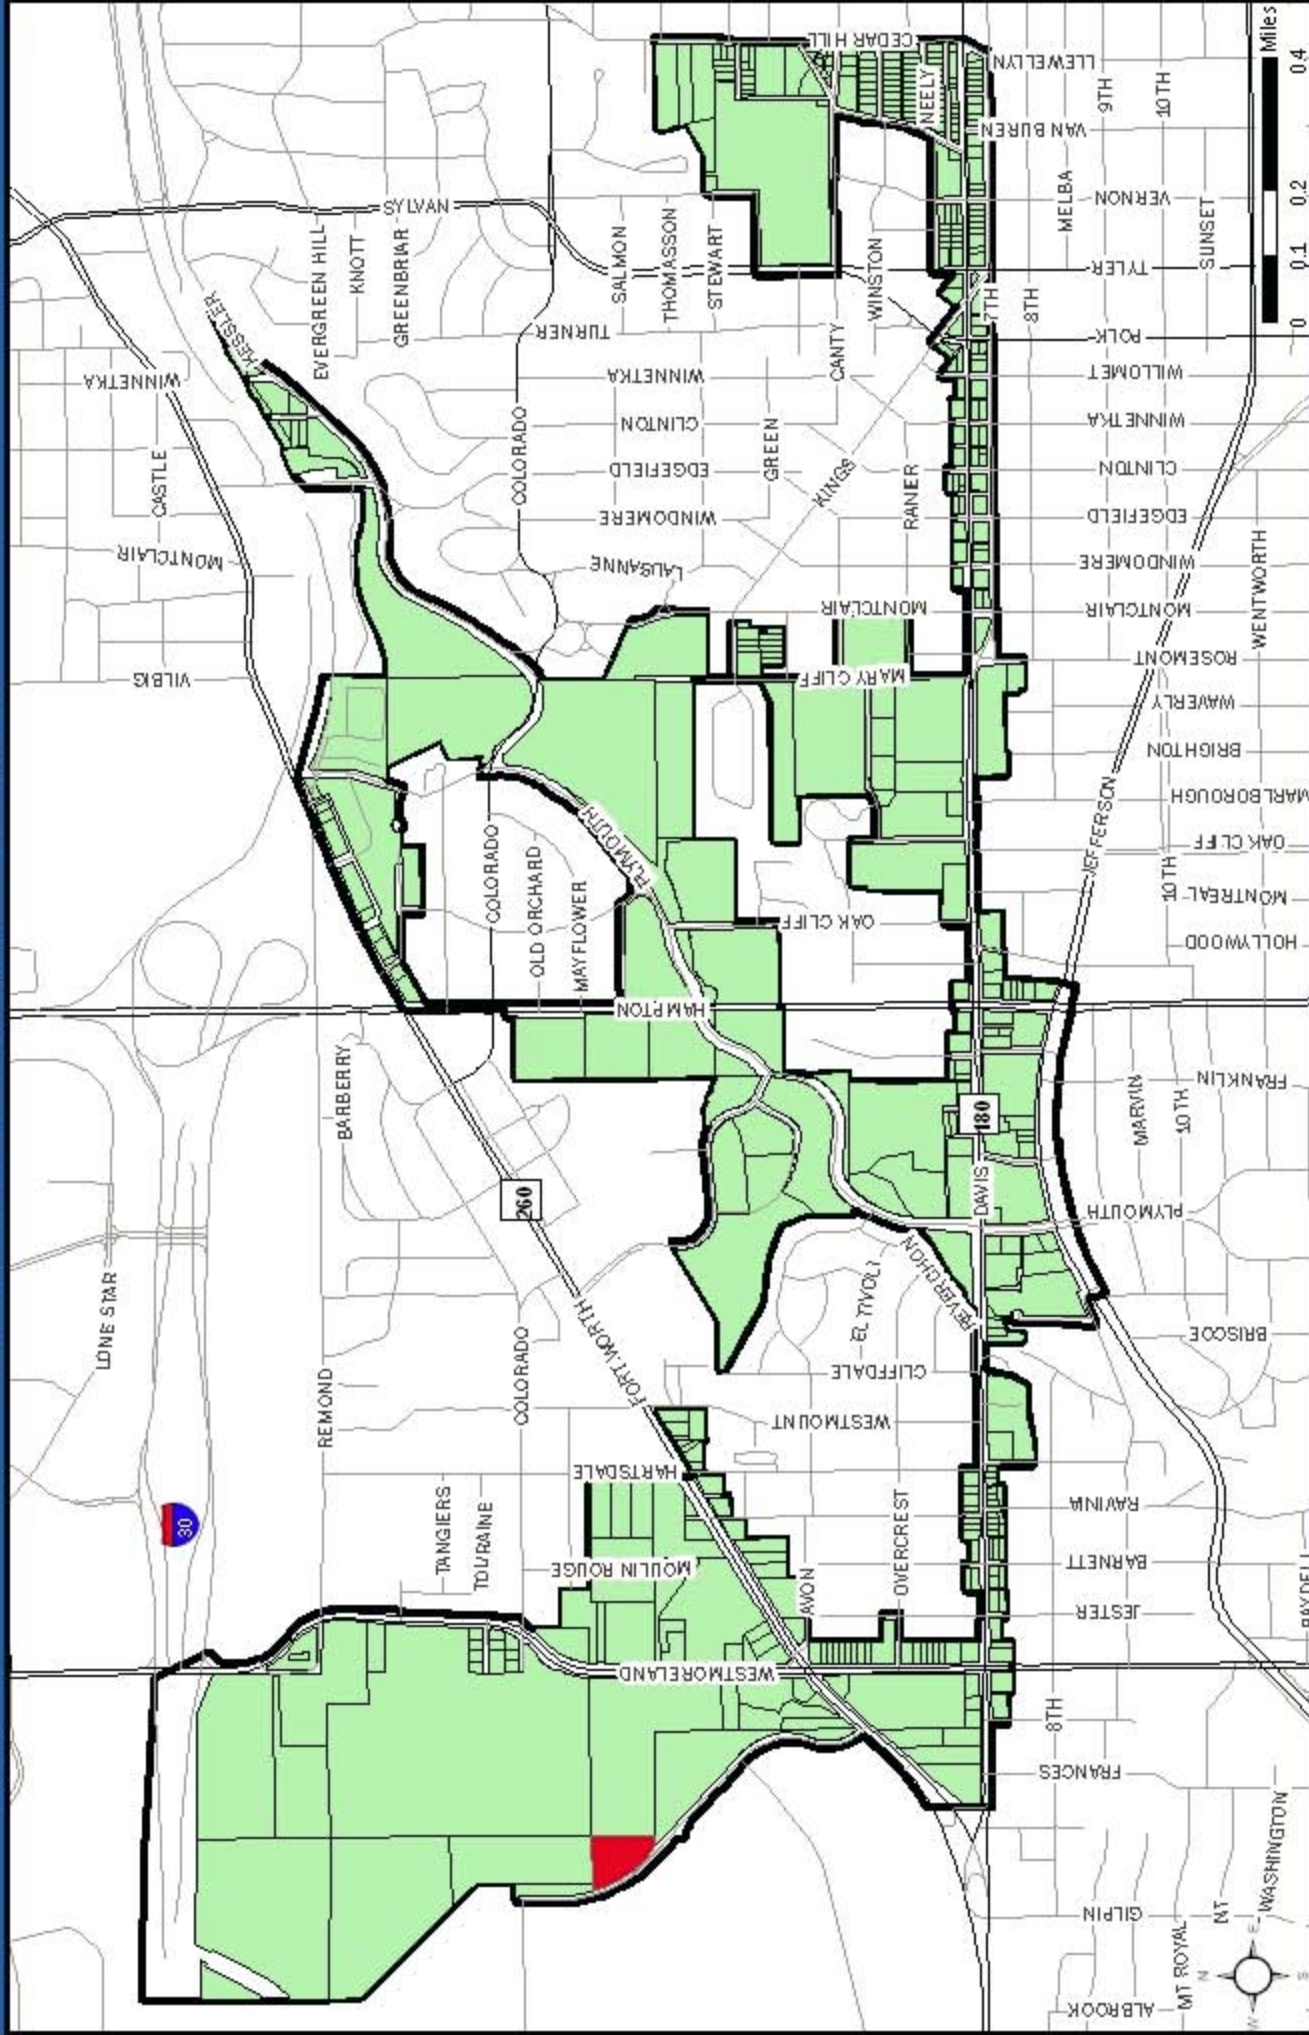 CEDAR HILL
LLEWELLYN
Miles
0.4
9TH
10TH
NEELY
VAN BUREN
0.2
VERNON
MELBA
SYLVAN
SUNSET
EVERGREEN HILL
KNOTT
GREENBRIAR
SALMON
THOMASSON
STEWART
WINSTON
TYLER
0.1
KESSLER
TURNER
7TH
8TH
POLK
0
WINNETKA
WINNETKA
CANTY
WILLOMET
CLINTON
WINNETKA
CASTLE
COLORADO
EDGEFIELD
GREEN
KINGS
CLINTON
MONTCLAIR
WINDOMERE
RANIER
EDGEFIELD
LAUSANNE
WINDOMERE
WENTWORTH
MONTCLAIR
MONTCLAIR
VILBIG
MARY CLIFF
ROSEMONT
WAVERLY
BRIGHTON
MARLBOROUGH
JEFFERSON
OAK CLIFF
COLORADO
PLYMOUTH
OLD ORCHARD
MAYFLOWER
OAK CLIFF
10TH
MONTREAL
HOLLYWOOD
HAMPTON
BARBERRY
FRANKLIN
180
MARVIN
10TH
260
DAVIS
PLYMOUTH
LONE STAR
EL TIVOLI
REVERCHON
BRISCOE
FORT WORTH
COLORADO
CLIFFDALE
REMOND
WESTMOUNT
HARTSDALE
30
TANGIERS
TOURAINE
OVERCREST
RAVINIA
MOULIN ROUGE
AVON
BARNETT
JESTER
WESTMORELAND
8TH
FRANCES
WASHINGTON
GILPIN
NT
MT ROYAL
ALBROOK
N
E
S
W